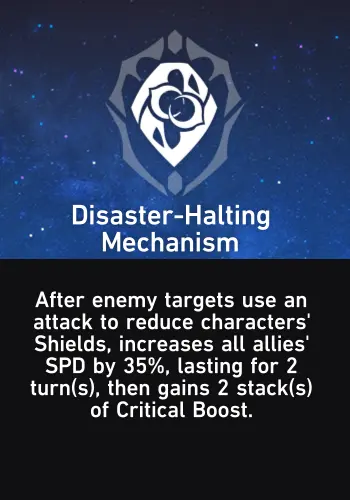 Disaster-Halting
Mechanism
After enemy targets use an
attack to reduce characters'
Shields, increases all allies'
SPD by 35%, lasting for 2
turn(s), then gains 2 stack(s)
of Critical Boost.